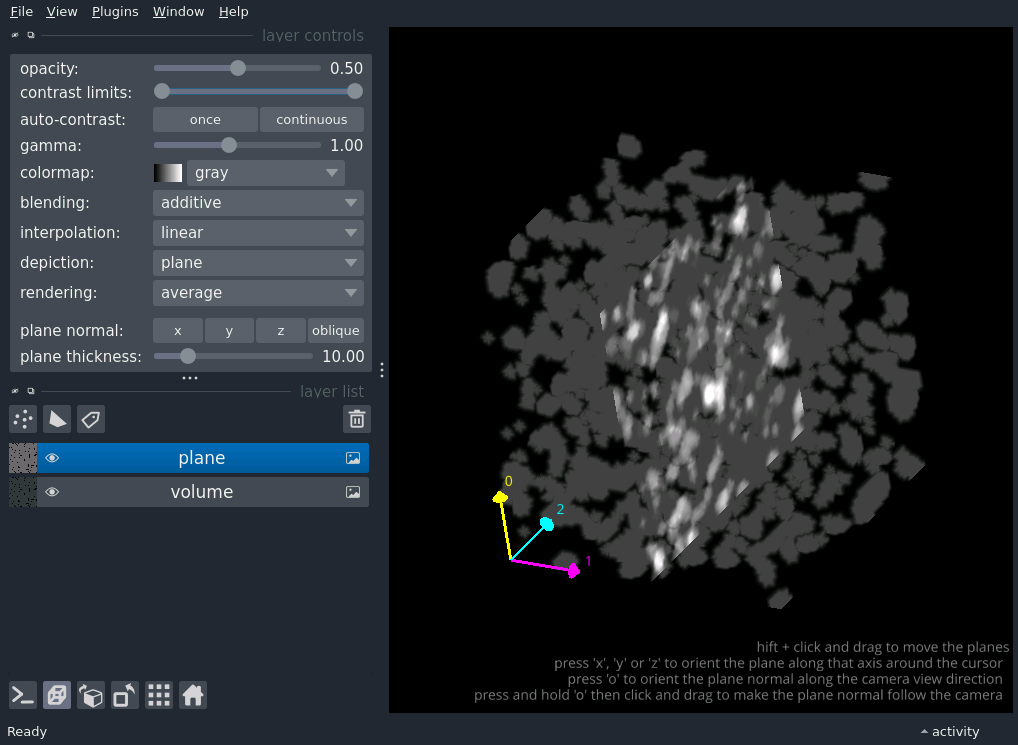 File View Plugins Window Help
layer controls
opacity: 0.50
contrast limits:
auto-contrast: once continuous
gamma: 1.00
colormap: gray
blending: additive
interpolation: linear
depiction: plane
rendering: average
plane normal: x y z oblique
plane thickness: 10.00
layer list
plane
volume
0
2
1
hift + click and drag to move the planes
press 'x', 'y' or 'z' to orient the plane along that axis around the cursor
press 'o' to orient the plane normal along the camera view direction
press and hold 'o' then click and drag to make the plane normal follow the camera
Ready
activity